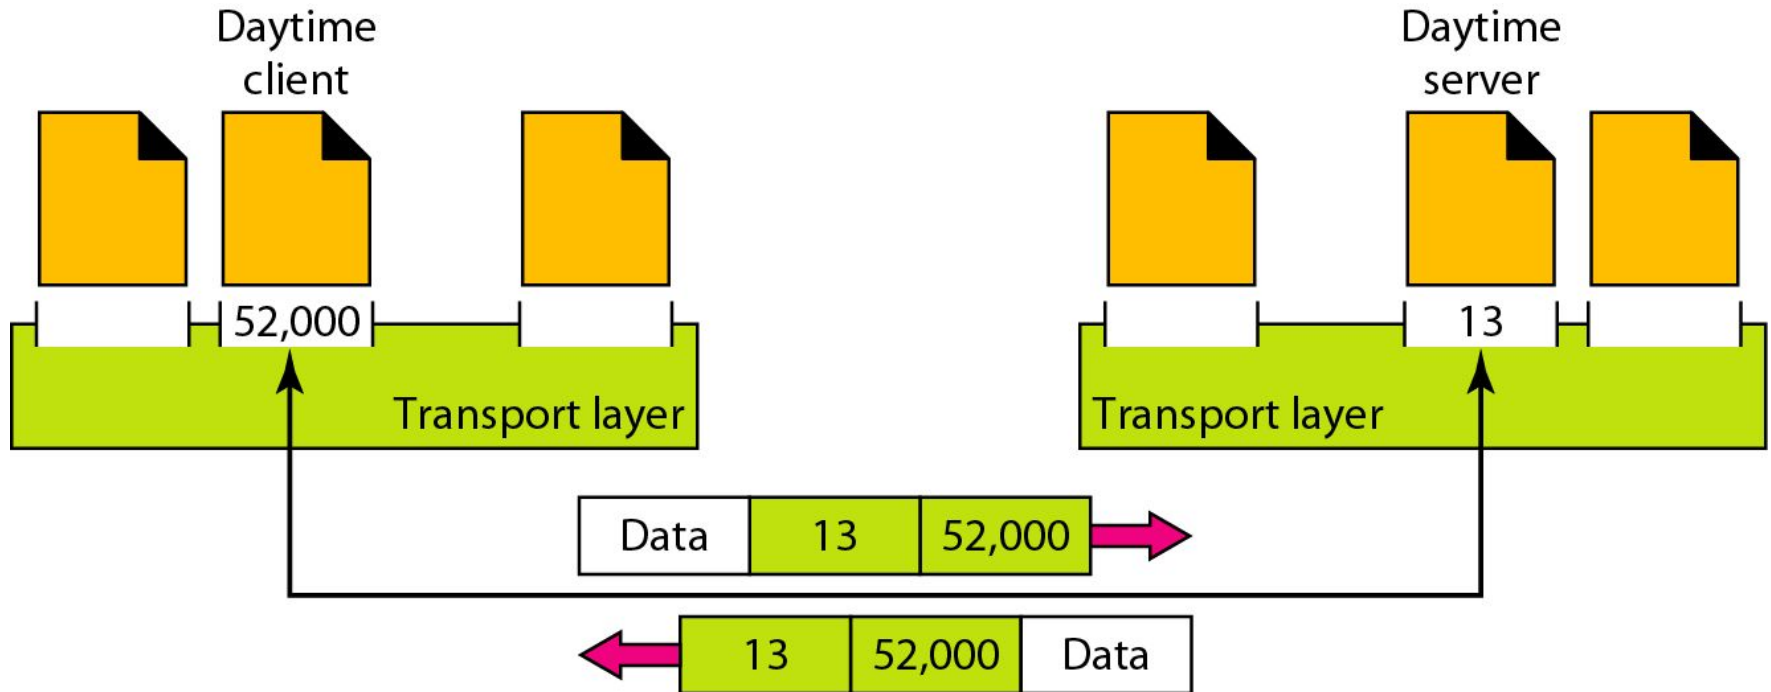 Daytime
client
Daytime
server
52,000
13
Transport layer
Transport layer
Data 13 52,000
13 52,000 Data